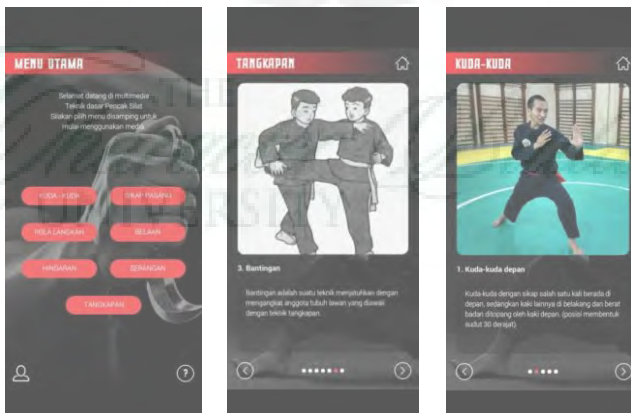 MENU UTAMA
Selamat datang di multimedia
Teknik dasar Pencak Silat
Silakan pilih menu disamping untuk
mulai menggunakan media
KUDA - KUDA
SIKAP PASANG
POLA LANGKAH
BELAAN
HINDARAN
SERANGAN
TANGKAPAN
?
TANGKAPAN
3. Bantingan
Bantingan adalah suatu teknik menjatuhkan dengan
mengangkat anggota tubuh lawan yang diawali
dengan teknik tangkapan.
KUDA-KUDA
1. Kuda-kuda depan
Kuda-kuda dengan sikap salah satu kali berada di
depan, sedangkan kaki lainnya di belakang dan berat
badan ditopang oleh kaki depan. (posisi membentuk
sudut 30 derajat)
THE
UNIVERSITY